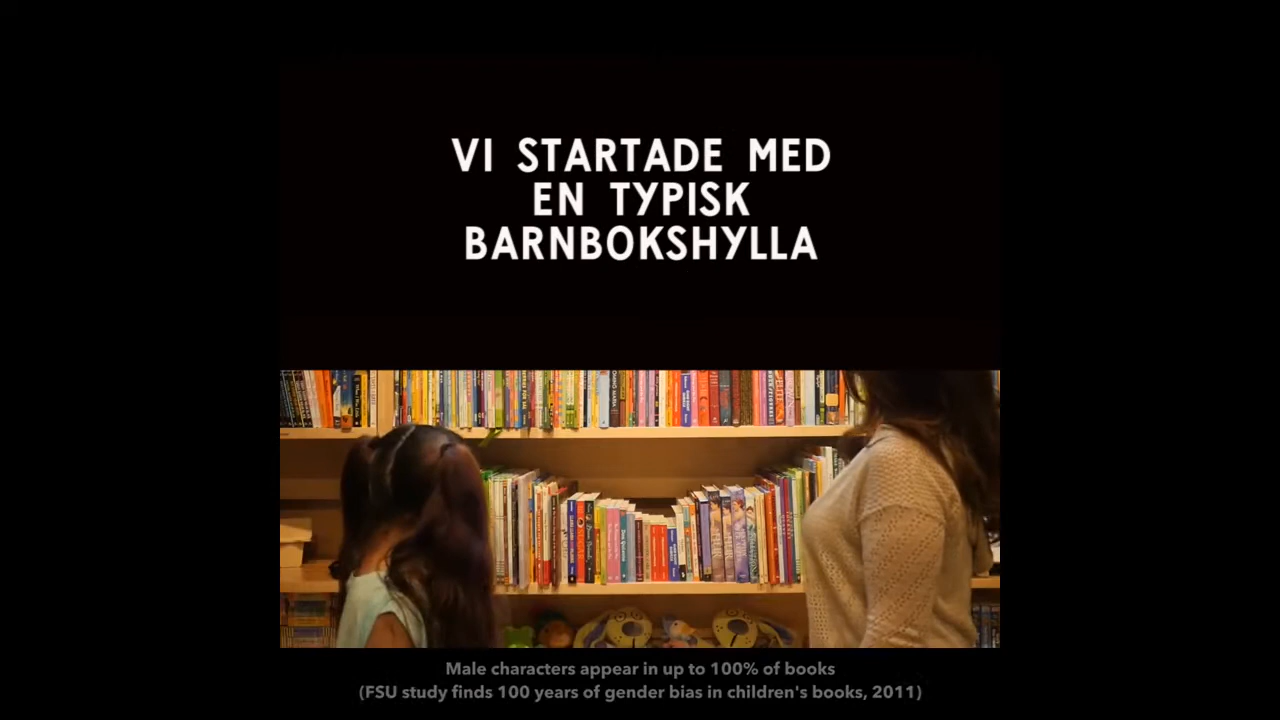 VI STARTADE MED
EN TYPISK
BARNBOKSHYLLA
Male characters appear in up to 100% of books
(FSU study finds 100 years of gender bias in children's books, 2011)